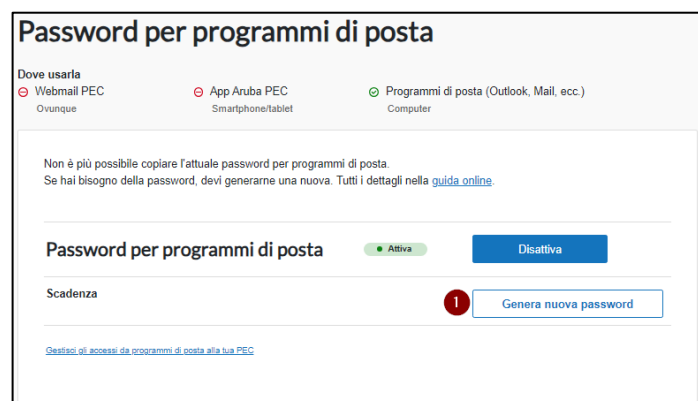 Password per programmi di posta
Dove usarla
Webmail PEC
Ovunque
App Aruba PEC
Smartphone/tablet
Programmi di posta (Outlook, Mail, ecc.)
Computer
Non è più possibile copiare l'attuale password per programmi di posta.
Se hai bisogno della password, devi generarne una nuova. Tutti i dettagli nella guida online.
Password per programmi di posta
Attiva
Disattiva
Scadenza
1
Genera nuova password
Gestisci gli accessi da programmi di posta alla tua PEC